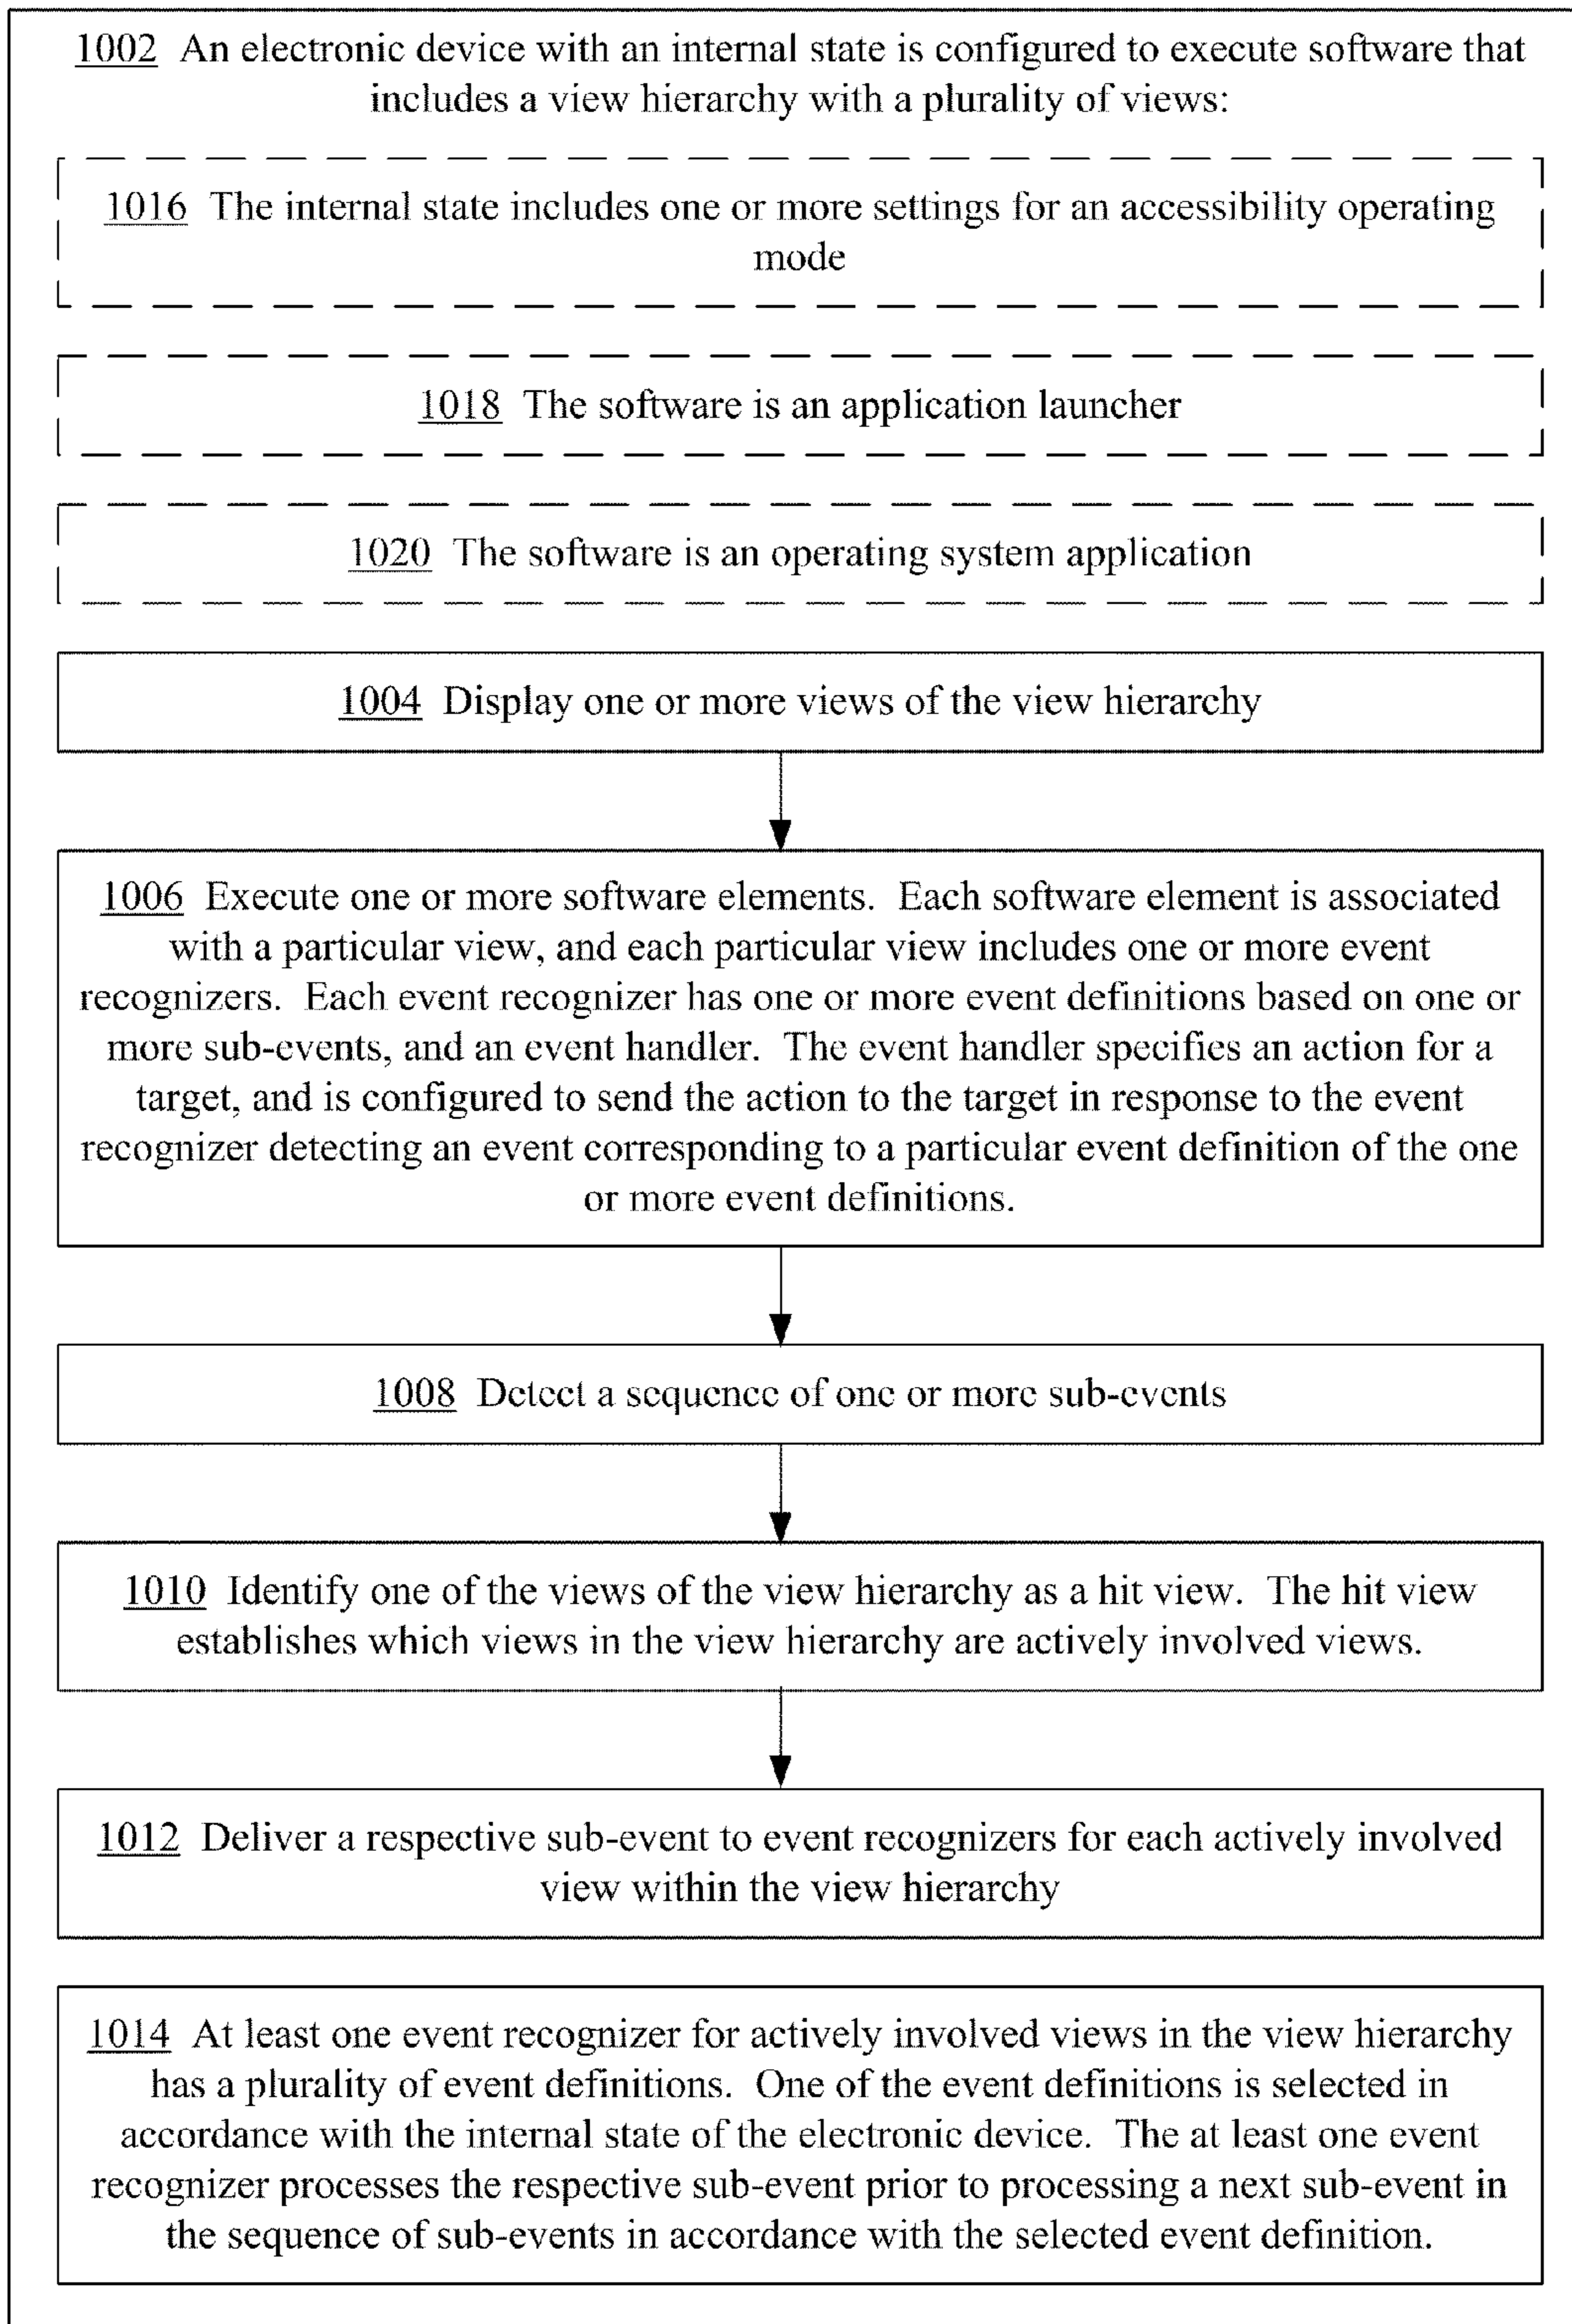 1002 An electronic device with an internal state is configured to execute software that
includes a view hierarchy with a plurality of views:
1016 The internal state includes one or more settings for an accessibility operating
mode
1018 The software is an application launcher
1020 The software is an operating system application
1004 Display one or more views of the view hierarchy
1006 Execute one or more software elements. Each software element is associated
with a particular view, and each particular view includes one or more event
recognizers. Each event recognizer has one or more event definitions based on one or
more sub-events, and an event handler. The event handler specifies an action for a
target, and is configured to send the action to the target in response to the event
recognizer detecting an event corresponding to a particular event definition of the one
or more event definitions.
1008 Detect a sequence of one or more sub-events
1010 Identify one of the views of the view hierarchy as a hit view. The hit view
establishes which views in the view hierarchy are actively involved views.
1012 Deliver a respective sub-event to event recognizers for each actively involved
view within the view hierarchy
1014 At least one event recognizer for actively involved views in the view hierarchy
has a plurality of event definitions. One of the event definitions is selected in
accordance with the internal state of the electronic device. The at least one event
recognizer processes the respective sub-event prior to processing a next sub-event in
the sequence of sub-events in accordance with the selected event definition.